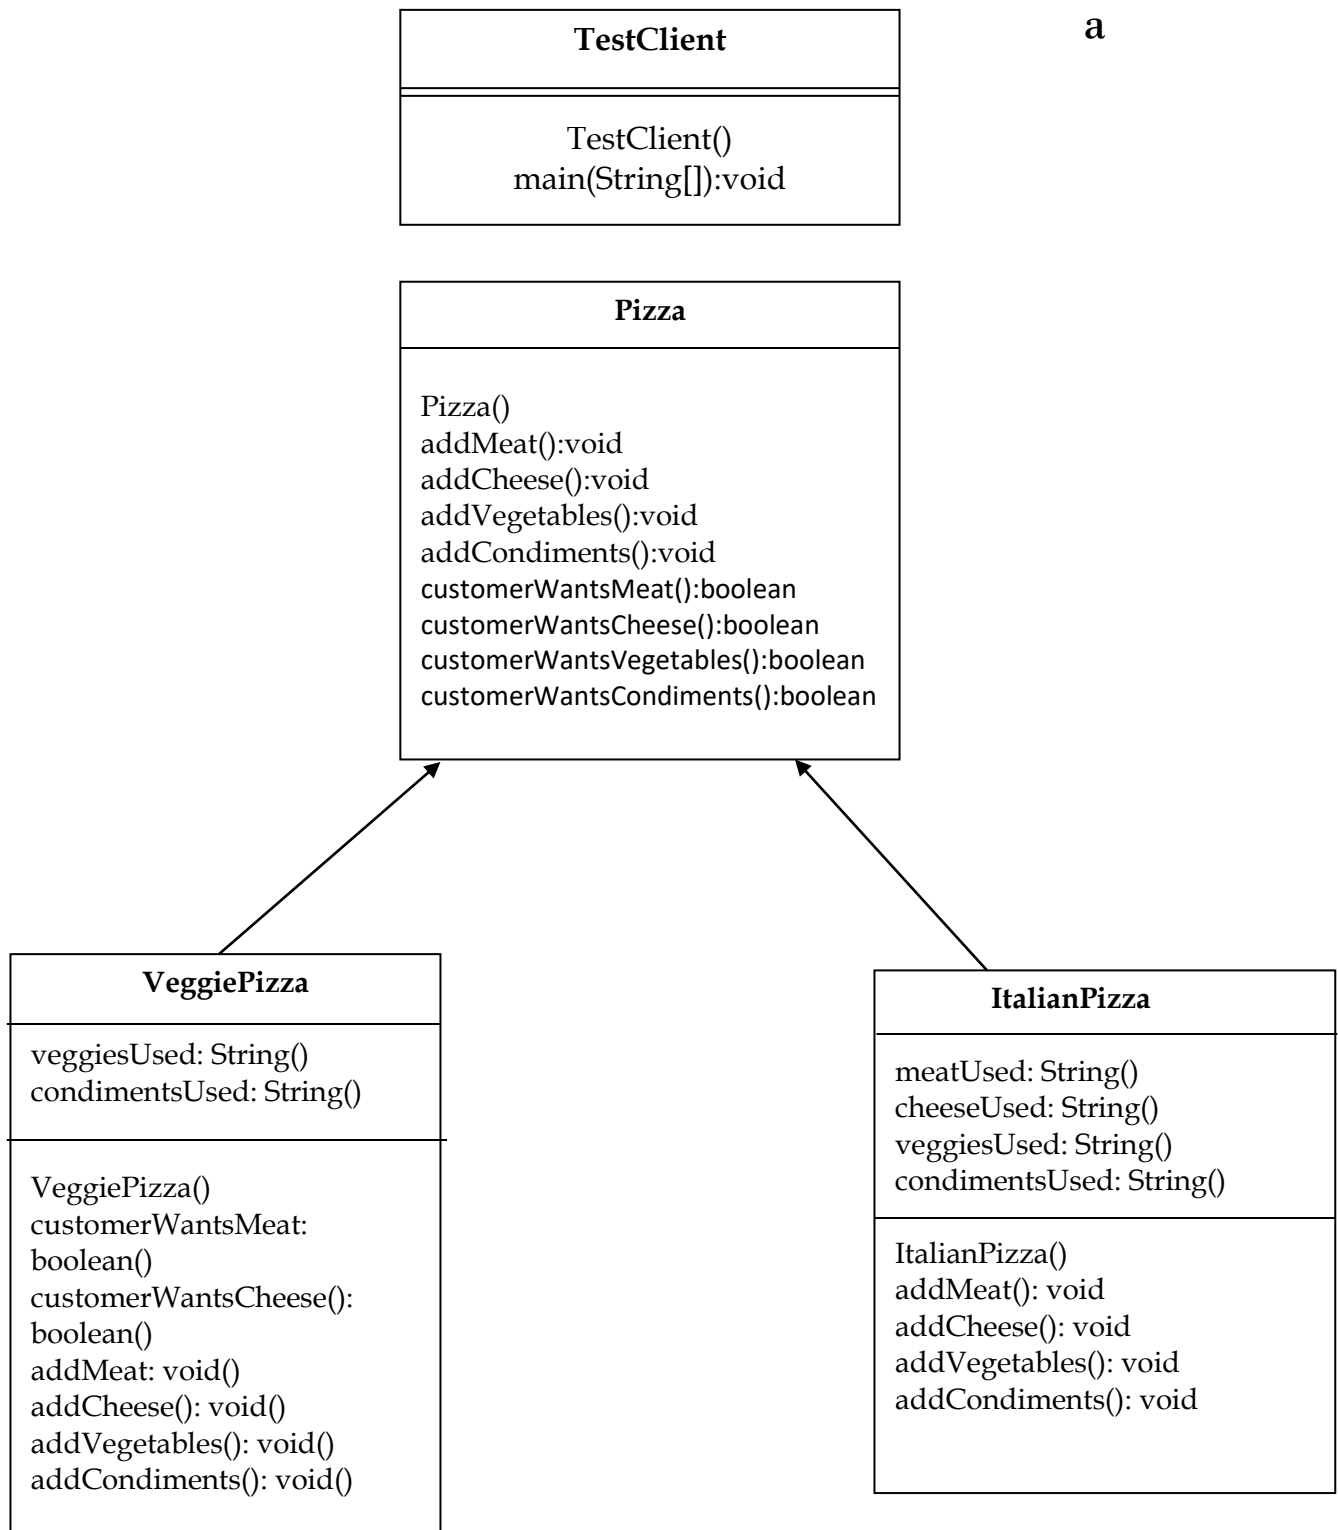 a
TestClient
TestClient()
main(String[]):void
Pizza
Pizza()
addMeat():void
addCheese():void
addVegetables():void
addCondiments():void
customerWantsMeat():boolean
customerWantsCheese():boolean
customerWantsVegetables():boolean
customerWantsCondiments():boolean
VeggiePizza
veggiesUsed: String()
condimentsUsed: String()
VeggiePizza()
customerWantsMeat:
boolean()
customerWantsCheese():
boolean()
addMeat: void()
addCheese(): void()
addVegetables(): void()
addCondiments(): void()
ItalianPizza
meatUsed: String()
cheeseUsed: String()
veggiesUsed: String()
condimentsUsed: String()
ItalianPizza()
addMeat(): void
addCheese(): void
addVegetables(): void
addCondiments(): void